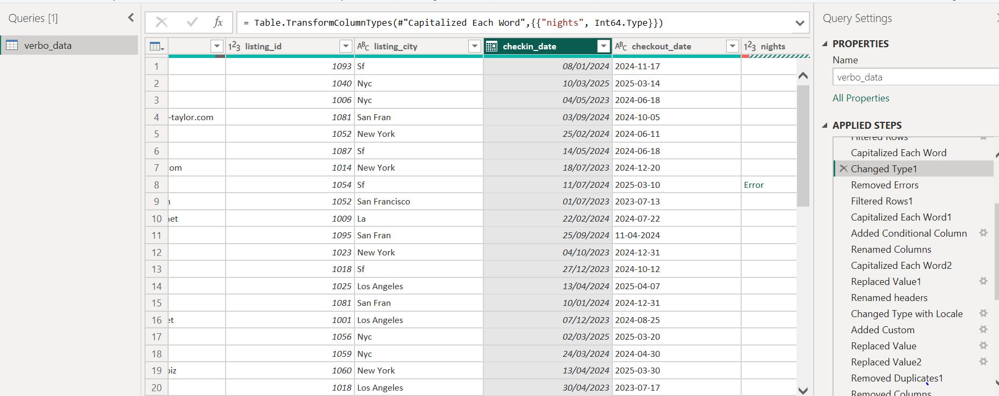 Queries [1]
verbo_data
fx
= Table.TransformColumnTypes(#"Capitalized Each Word",{{"nights", Int64.Type}})
123 listing_id ABC listing_city checkin_date ABC checkout_date 123 nights
1 1093 Sf 08/01/2024 2024-11-17
2 1040 Nyc 10/03/2025 2025-03-14
3 1006 Nyc 04/05/2023 2024-06-18
4 -taylor.com 1081 San Fran 03/09/2024 2024-10-05
5 1052 New York 25/02/2024 2024-06-11
6 1087 Sf 14/05/2024 2024-06-18
7 com 1014 New York 18/07/2023 2024-12-20
8 1054 Sf 11/07/2024 2025-03-10 Error
9 1052 San Francisco 01/07/2023 2023-07-13
10 net 1009 La 22/02/2024 2024-07-22
11 1095 San Fran 25/09/2024 11-04-2024
12 1023 New York 04/10/2023 2024-12-31
13 1018 Sf 27/12/2023 2024-10-12
14 1025 Los Angeles 13/04/2024 2025-04-07
15 1081 San Fran 10/01/2024 2024-12-31
16 et 1001 Los Angeles 07/12/2023 2024-08-25
17 1056 Nyc 02/03/2025 2025-03-20
18 1059 Nyc 24/03/2024 2024-04-30
19 biz 1060 New York 13/04/2024 2025-03-30
20 1018 Los Angeles 30/04/2023 2023-07-17
Query Settings
PROPERTIES
Name
verbo_data
All Properties
APPLIED STEPS
Filtered Rows
Capitalized Each Word
Changed Type1
Removed Errors
Filtered Rows1
Capitalized Each Word1
Added Conditional Column
Renamed Columns
Capitalized Each Word2
Replaced Value1
Renamed headers
Changed Type with Locale
Added Custom
Replaced Value
Replaced Value2
Removed Duplicates1
Removed Columns